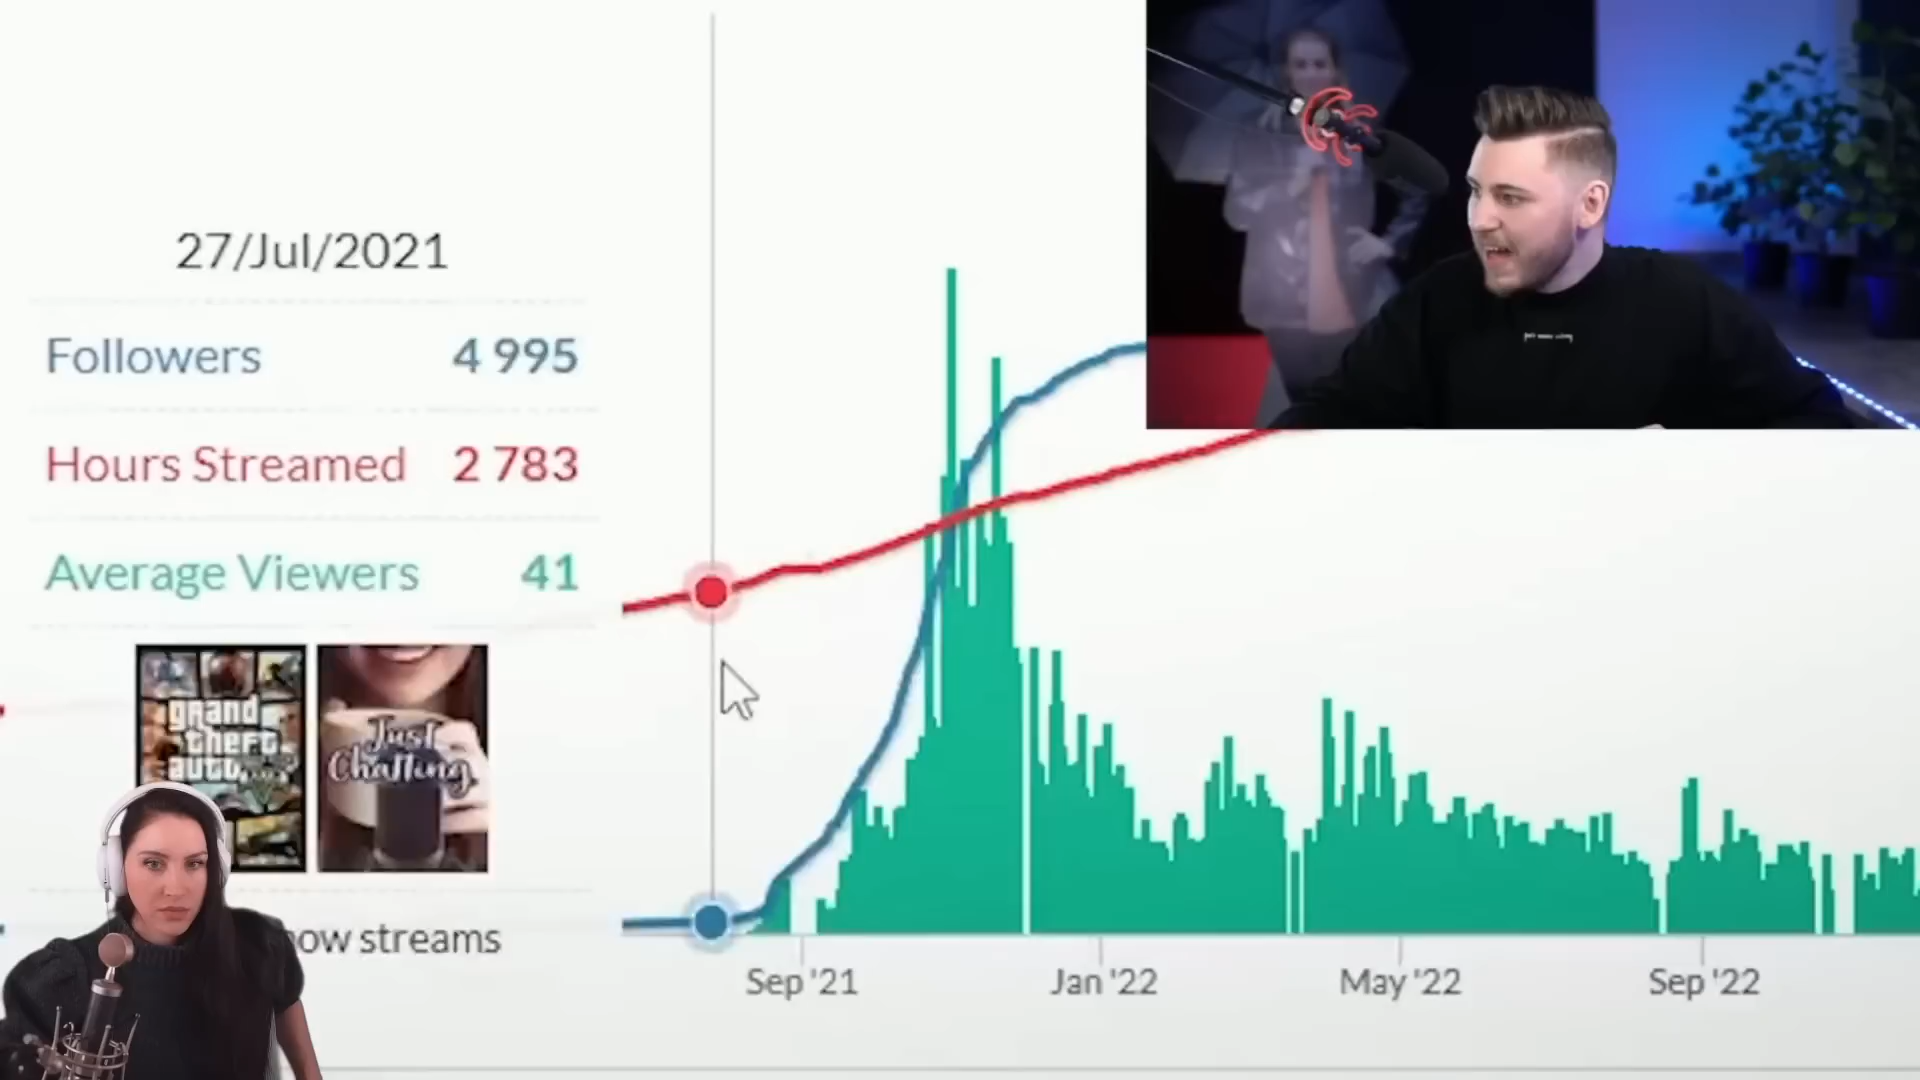 27/Jul/2021
Followers 4 995
Hours Streamed 2 783
Average Viewers 41
grand
theft
auto
Just
Chatting
now streams
Sep '21
Jan '22
May '22
Sep '22